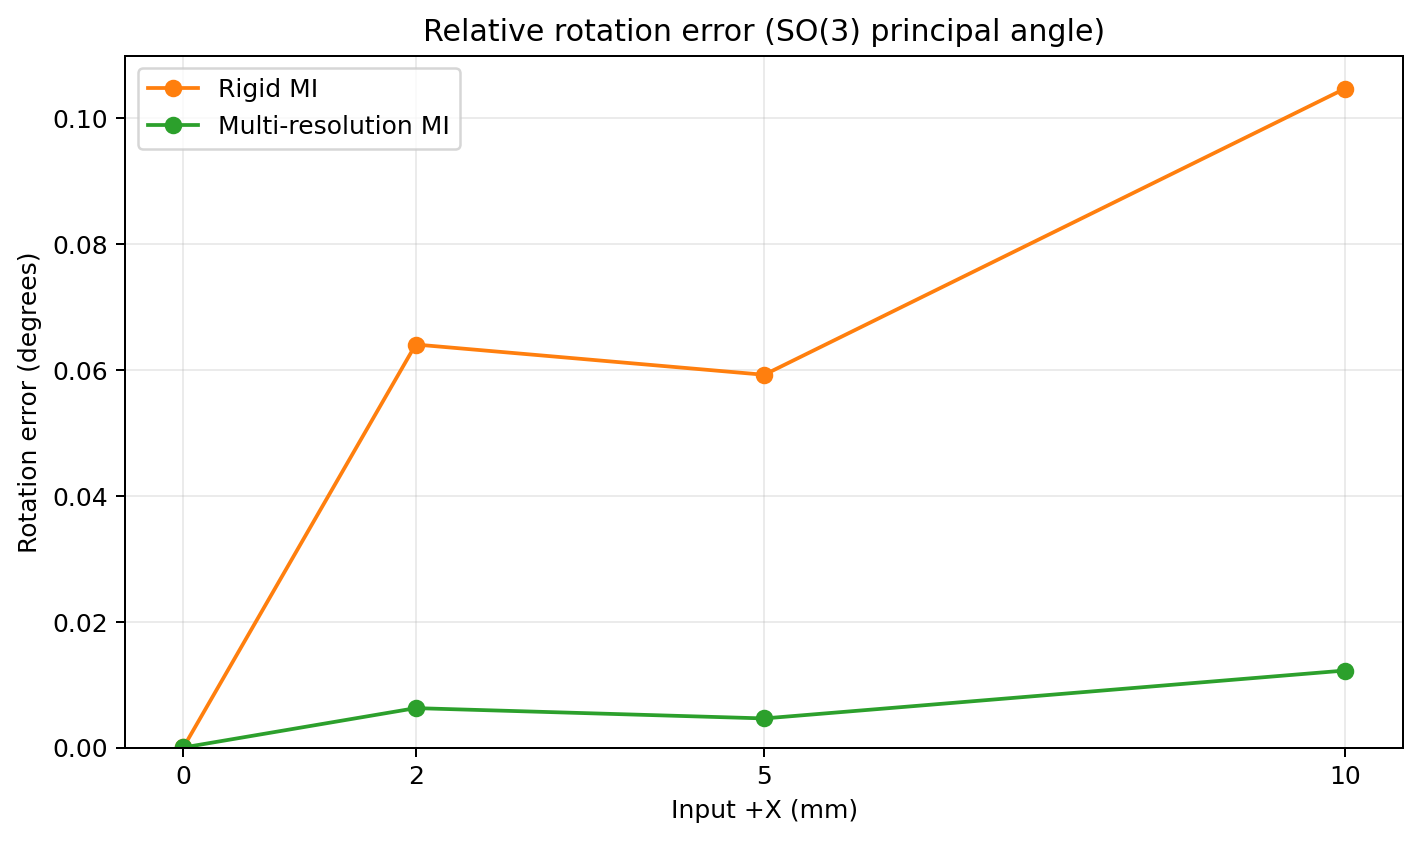 Relative rotation error (SO(3) principal angle)
Rigid MI
Multi-resolution MI
Rotation error (degrees)
0.10
0.08
0.06
0.04
0.02
0.00
0 2 5 10
Input +X (mm)